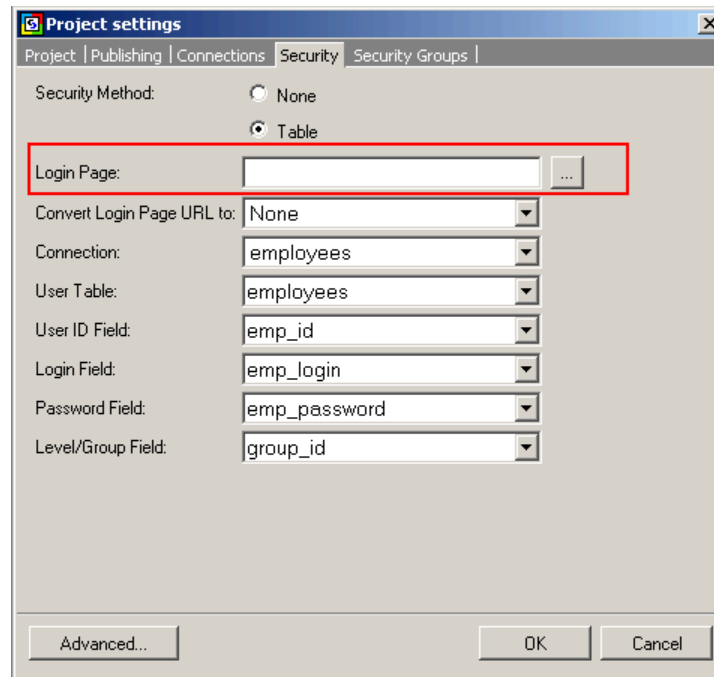 Project settings
Project | Publishing | Connections Security Security Groups |
Security Method: None
Table
Login Page: ...
Convert Login Page URL to: None
Connection: employees
User Table: employees
User ID Field: emp_id
Login Field: emp_login
Password Field: emp_password
Level/Group Field: group_id
Advanced... OK Cancel